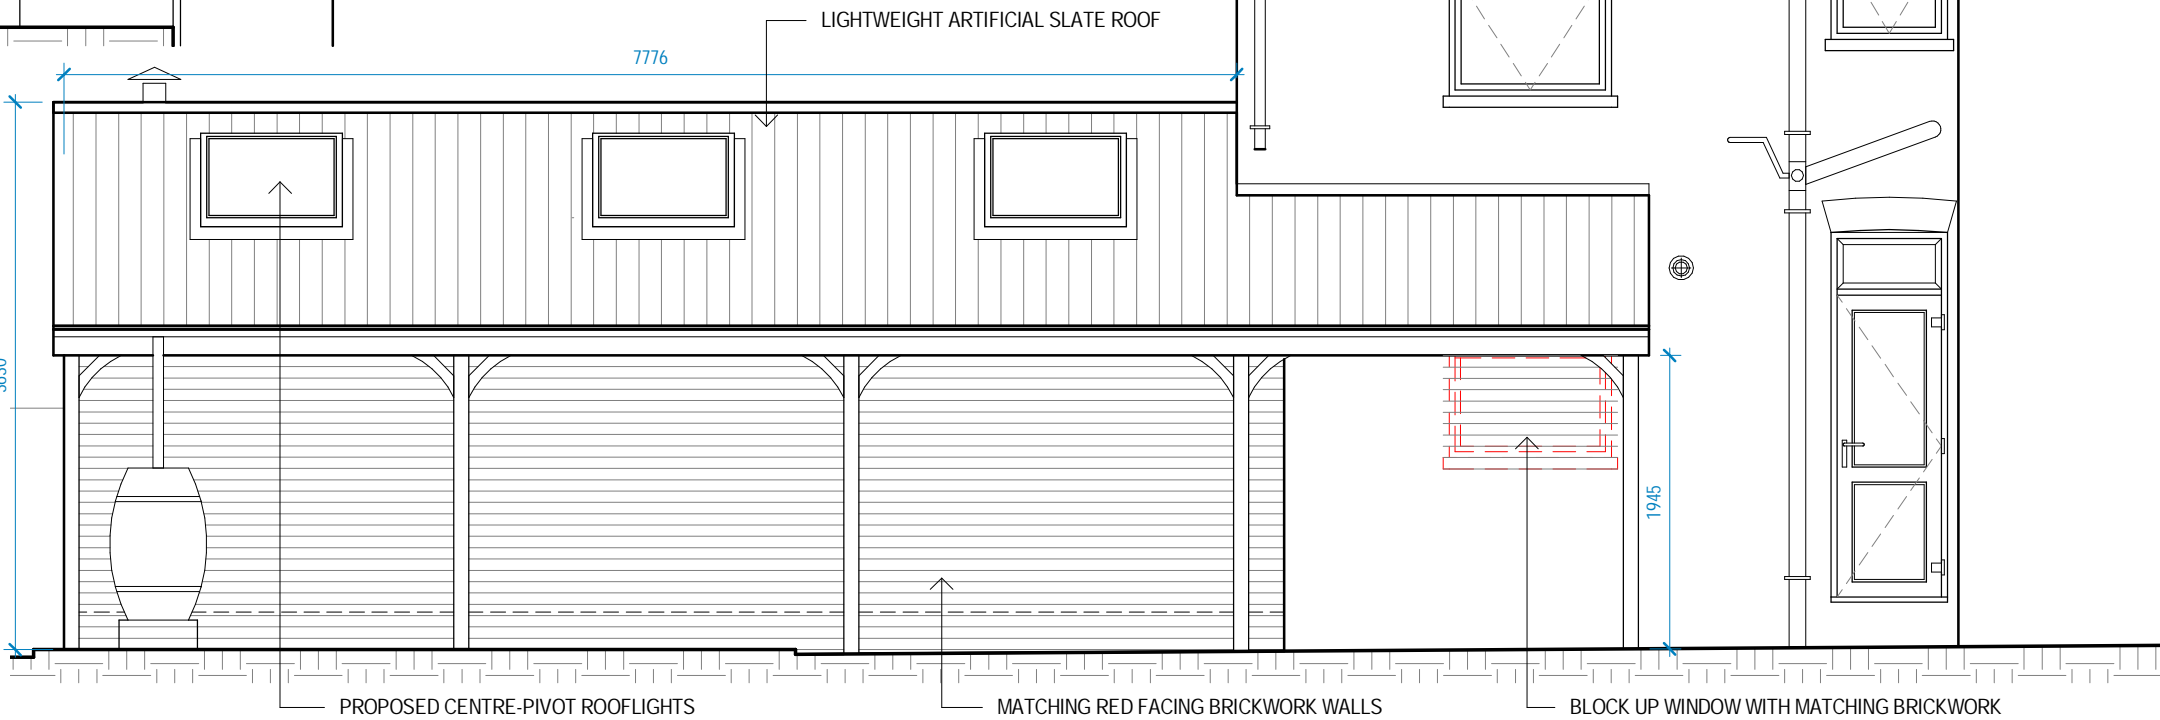 LIGHTWEIGHT ARTIFICIAL SLATE ROOF
7776
1945
PROPOSED CENTRE-PIVOT ROOFLIGHTS
MATCHING RED FACING BRICKWORK WALLS
BLOCK UP WINDOW WITH MATCHING BRICKWORK